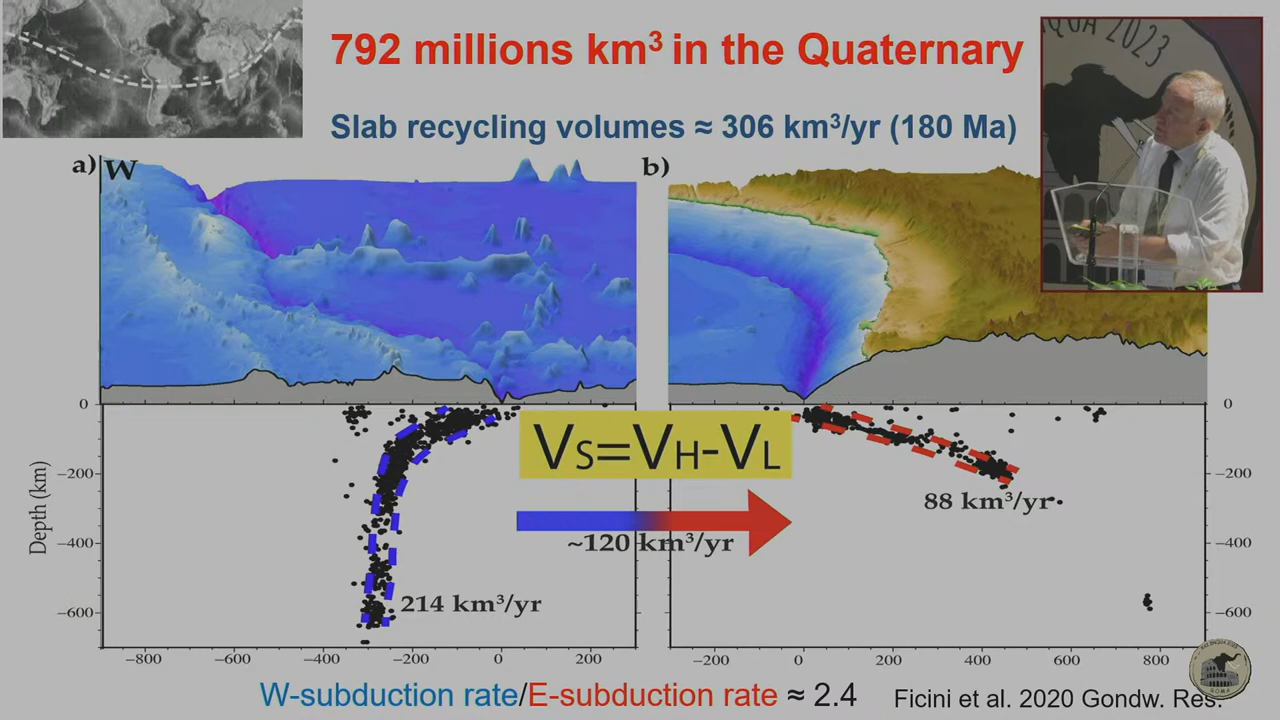 792 millions km³ in the Quaternary
QUA 2023
Slab recycling volumes ≈ 306 km³/yr (180 Ma)
a) W
b)
0
0
VS=VH-VL
Depth (km)
−200
−200
88 km³/yr
−400
~120 km³/yr
−400
−600
214 km³/yr
−600
−800 −600 −400 −200 0 200
−200 0 200 400 600 800
ROMA
W-subduction rate/E-subduction rate ≈ 2.4
Ficini et al. 2020 Gondw. Res.